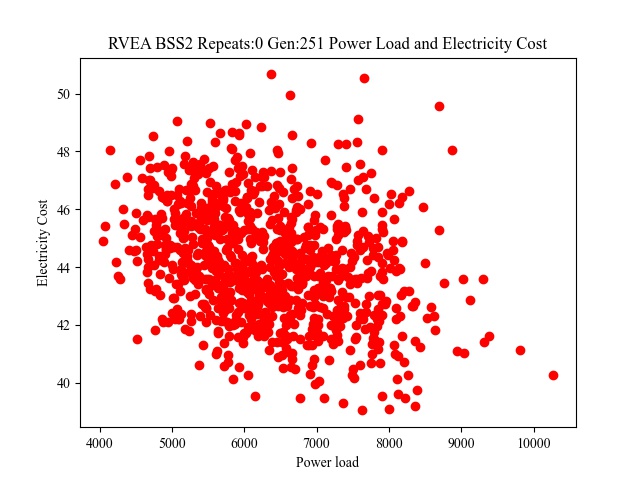 RVEA BSS2 Repeats:0 Gen:251 Power Load and Electricity Cost
Electricity Cost
50
48
46
44
42
40
4000 5000 6000 7000 8000 9000 10000
Power load